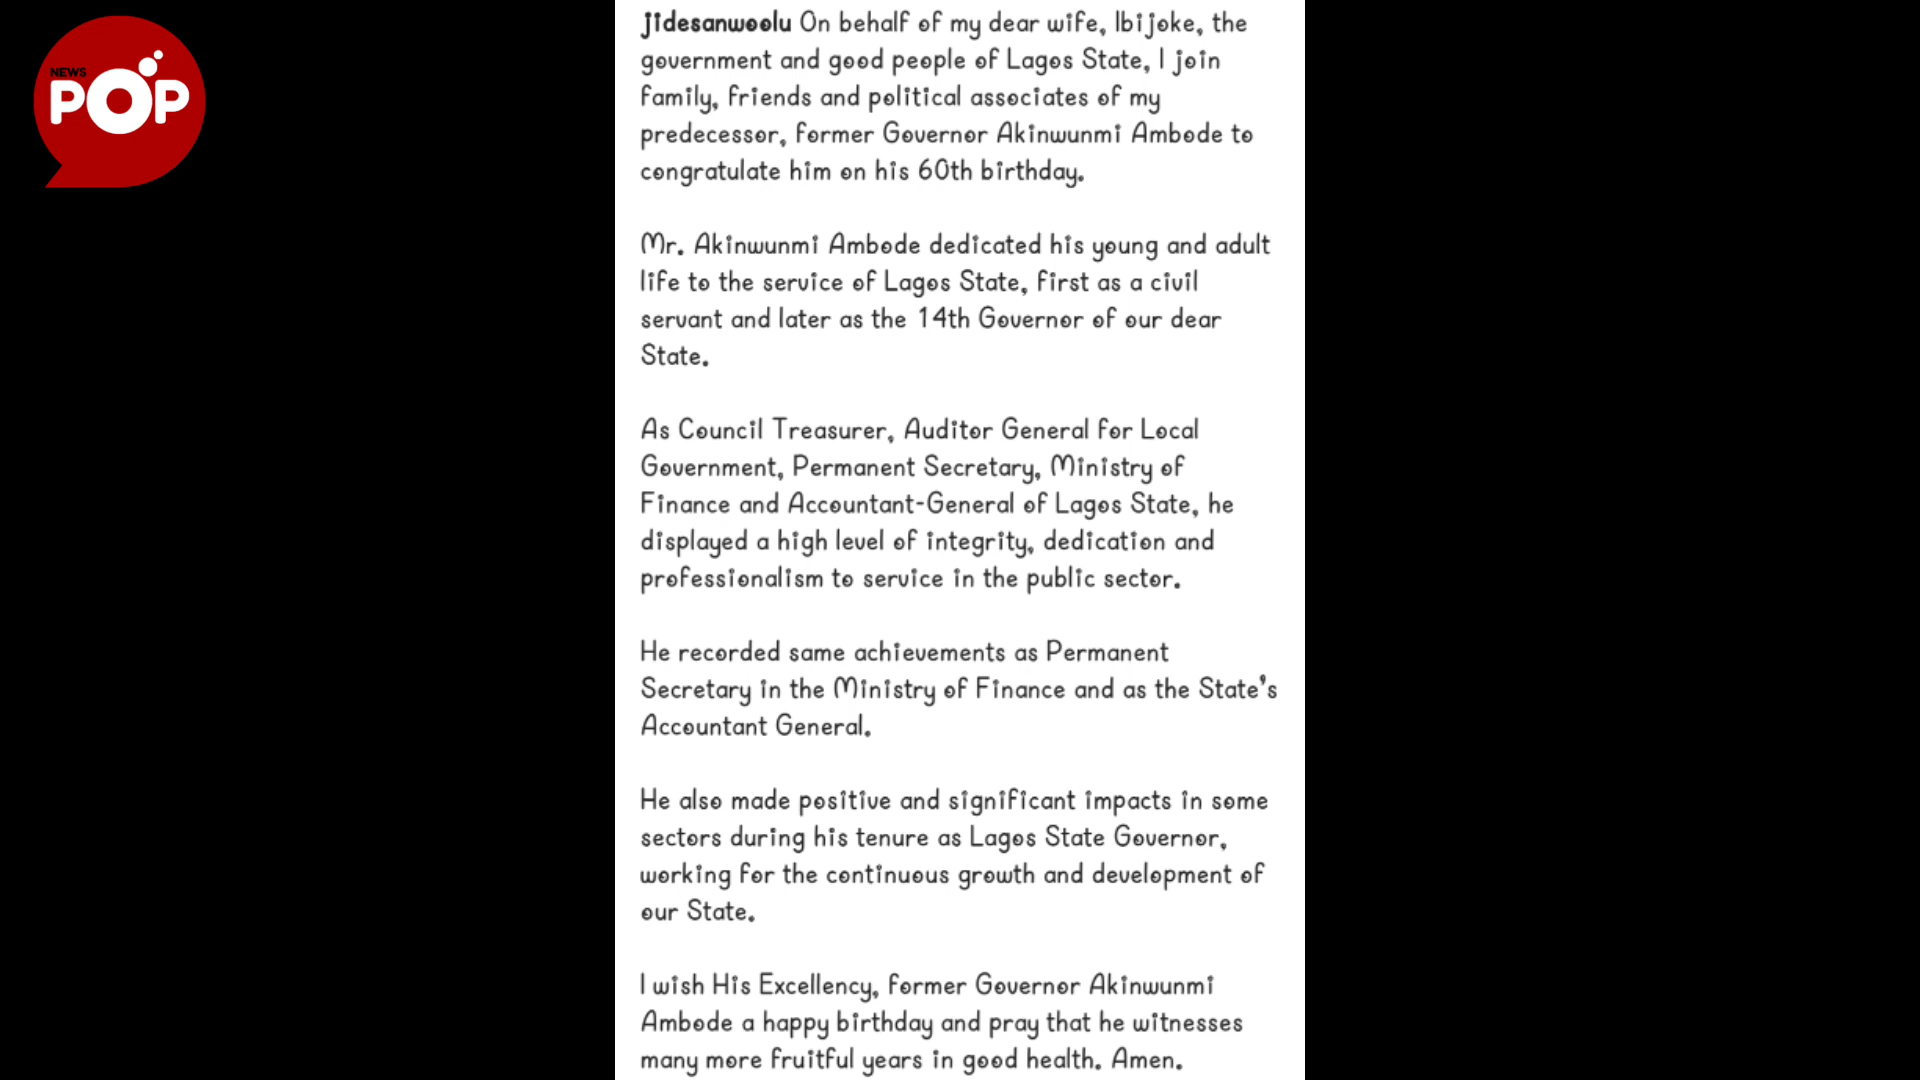 NEWS
POP
jidesanwoolu On behalf of my dear wife, Ibijoke, the
government and good people of Lagos State, I join
family, friends and political associates of my
predecessor, former Governor Akinwunmi Ambode to
congratulate him on his 60th birthday.
Mr. Akinwunmi Ambode dedicated his young and adult
life to the service of Lagos State, first as a civil
servant and later as the 14th Governor of our dear
State.
As Council Treasurer, Auditor General for Local
Government, Permanent Secretary, Ministry of
Finance and Accountant-General of Lagos State, he
displayed a high level of integrity, dedication and
professionalism to service in the public sector.
He recorded same achievements as Permanent
Secretary in the Ministry of Finance and as the State's
Accountant General.
He also made positive and significant impacts in some
sectors during his tenure as Lagos State Governor,
working for the continuous growth and development of
our State.
I wish His Excellency, former Governor Akinwunmi
Ambode a happy birthday and pray that he witnesses
many more fruitful years in good health. Amen.